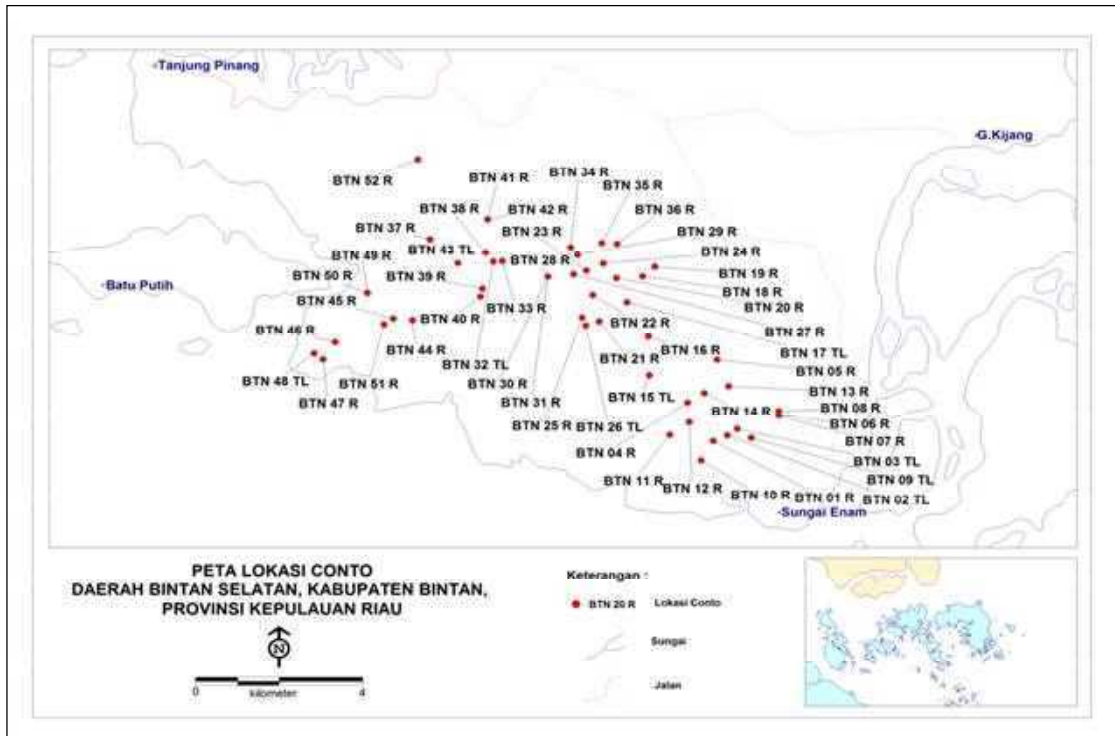 Tanjung Pinang
G.Kijang
BTN 34 R
BTN 41 R
BTN 35 R
BTN 52 R
BTN 38 R
BTN 42 R
BTN 36 R
BTN 37 R
BTN 23 R
BTN 29 R
BTN 49 R
BTN 43 TL
BTN 28 R
BTN 24 R
BTN 50 R
BTN 39 R
BTN 19 R
Batu Putih
BTN 18 R
BTN 45 R
BTN 33 R
BTN 20 R
BTN 40 R
BTN 22 R
BTN 27 R
BTN 46 R
BTN 44 R
BTN 16 R
BTN 17 TL
BTN 21 R
BTN 32 TL
BTN 05 R
BTN 48 TL
BTN 51 R
BTN 30 R
BTN 13 R
BTN 47 R
BTN 31 R
BTN 15 TL
BTN 08 R
BTN 14 R
BTN 25 R
BTN 26 TL
BTN 06 R
BTN 07 R
BTN 04 R
BTN 03 TL
BTN 11 R
BTN 09 TL
BTN 12 R
BTN 10 R
BTN 01 R
BTN 02 TL
Sungai Enam
PETA LOKASI CONTO
DAERAH BINTAN SELATAN, KABUPATEN BINTAN,
PROVINSI KEPULAUAN RIAU
N
0 kilometer 4
Keterangan :
BTN 20 R Lokasi Conto
Sungai
Jalan